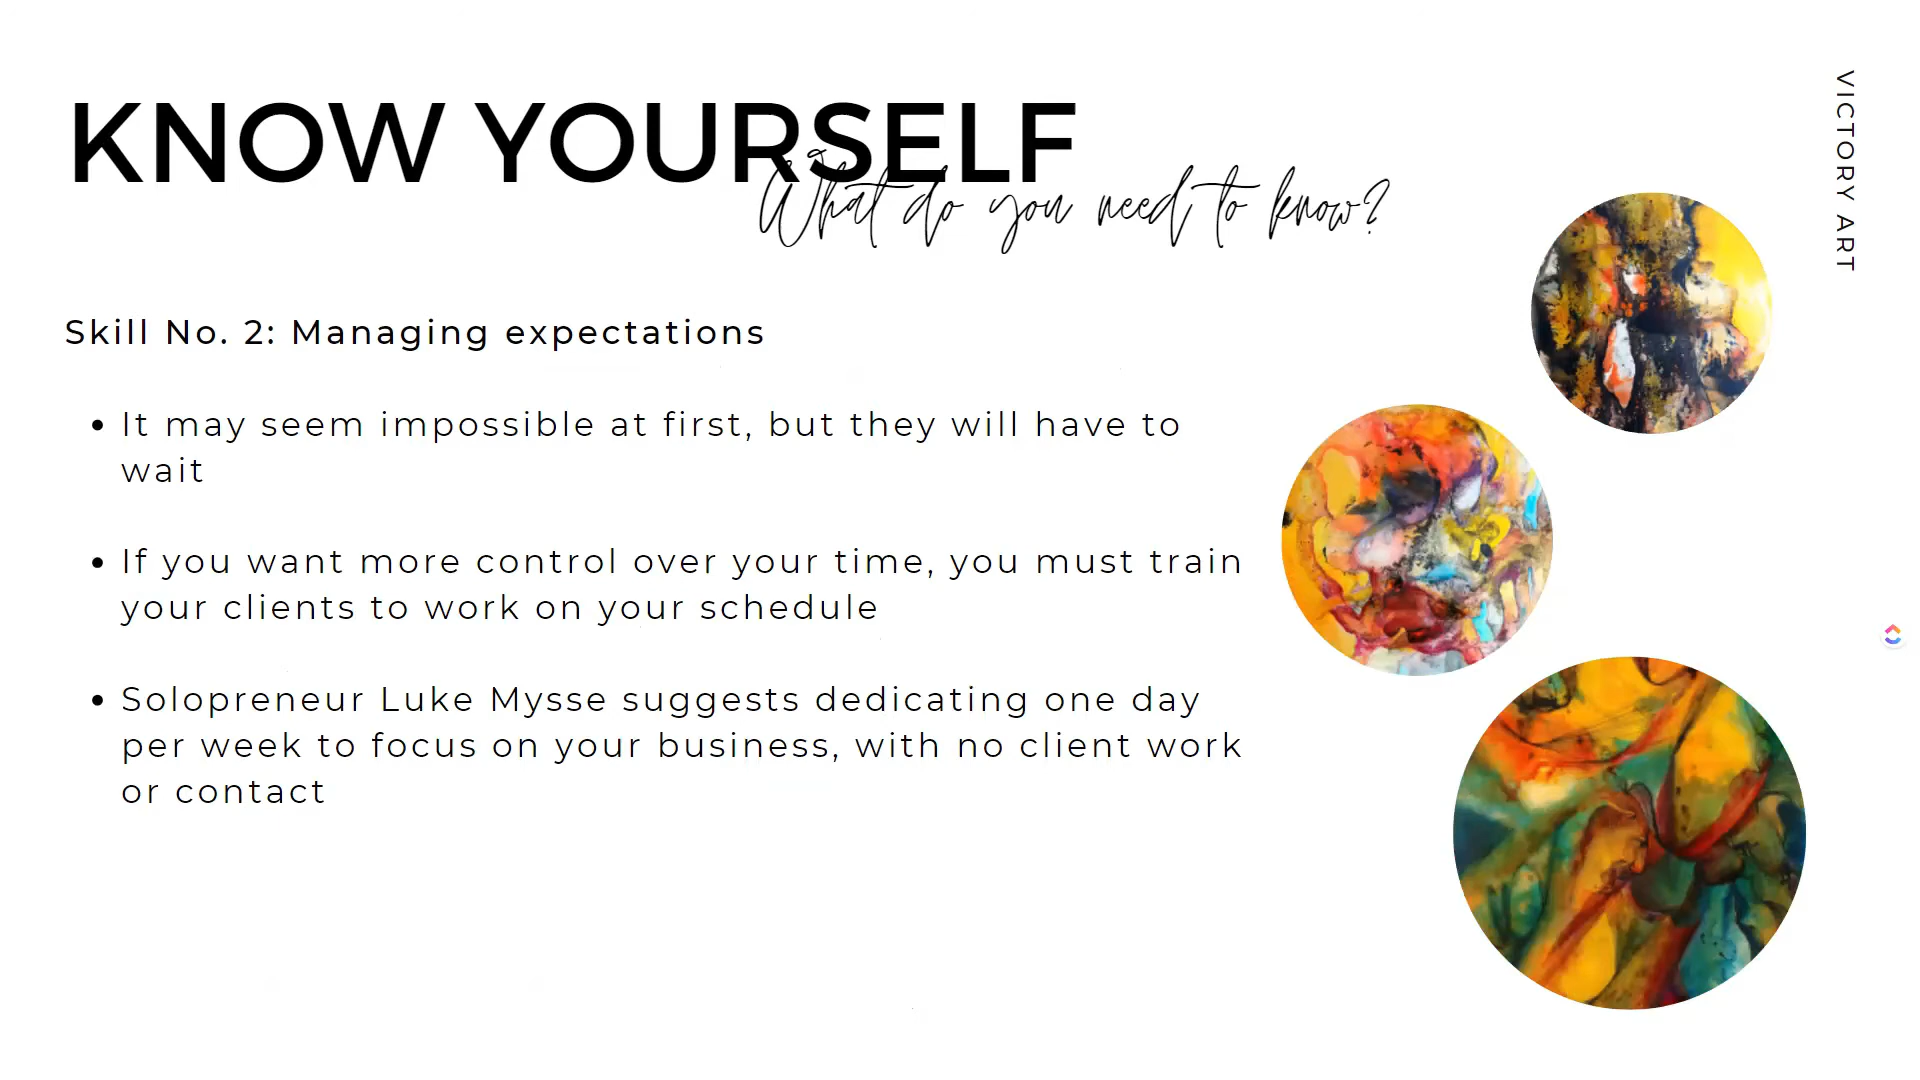 KNOW YOURSELF
What do you need to know?
VICTORY ART
Skill No. 2: Managing expectations
• It may seem impossible at first, but they will have to
wait
• If you want more control over your time, you must train
your clients to work on your schedule
• Solopreneur Luke Mysse suggests dedicating one day
per week to focus on your business, with no client work
or contact